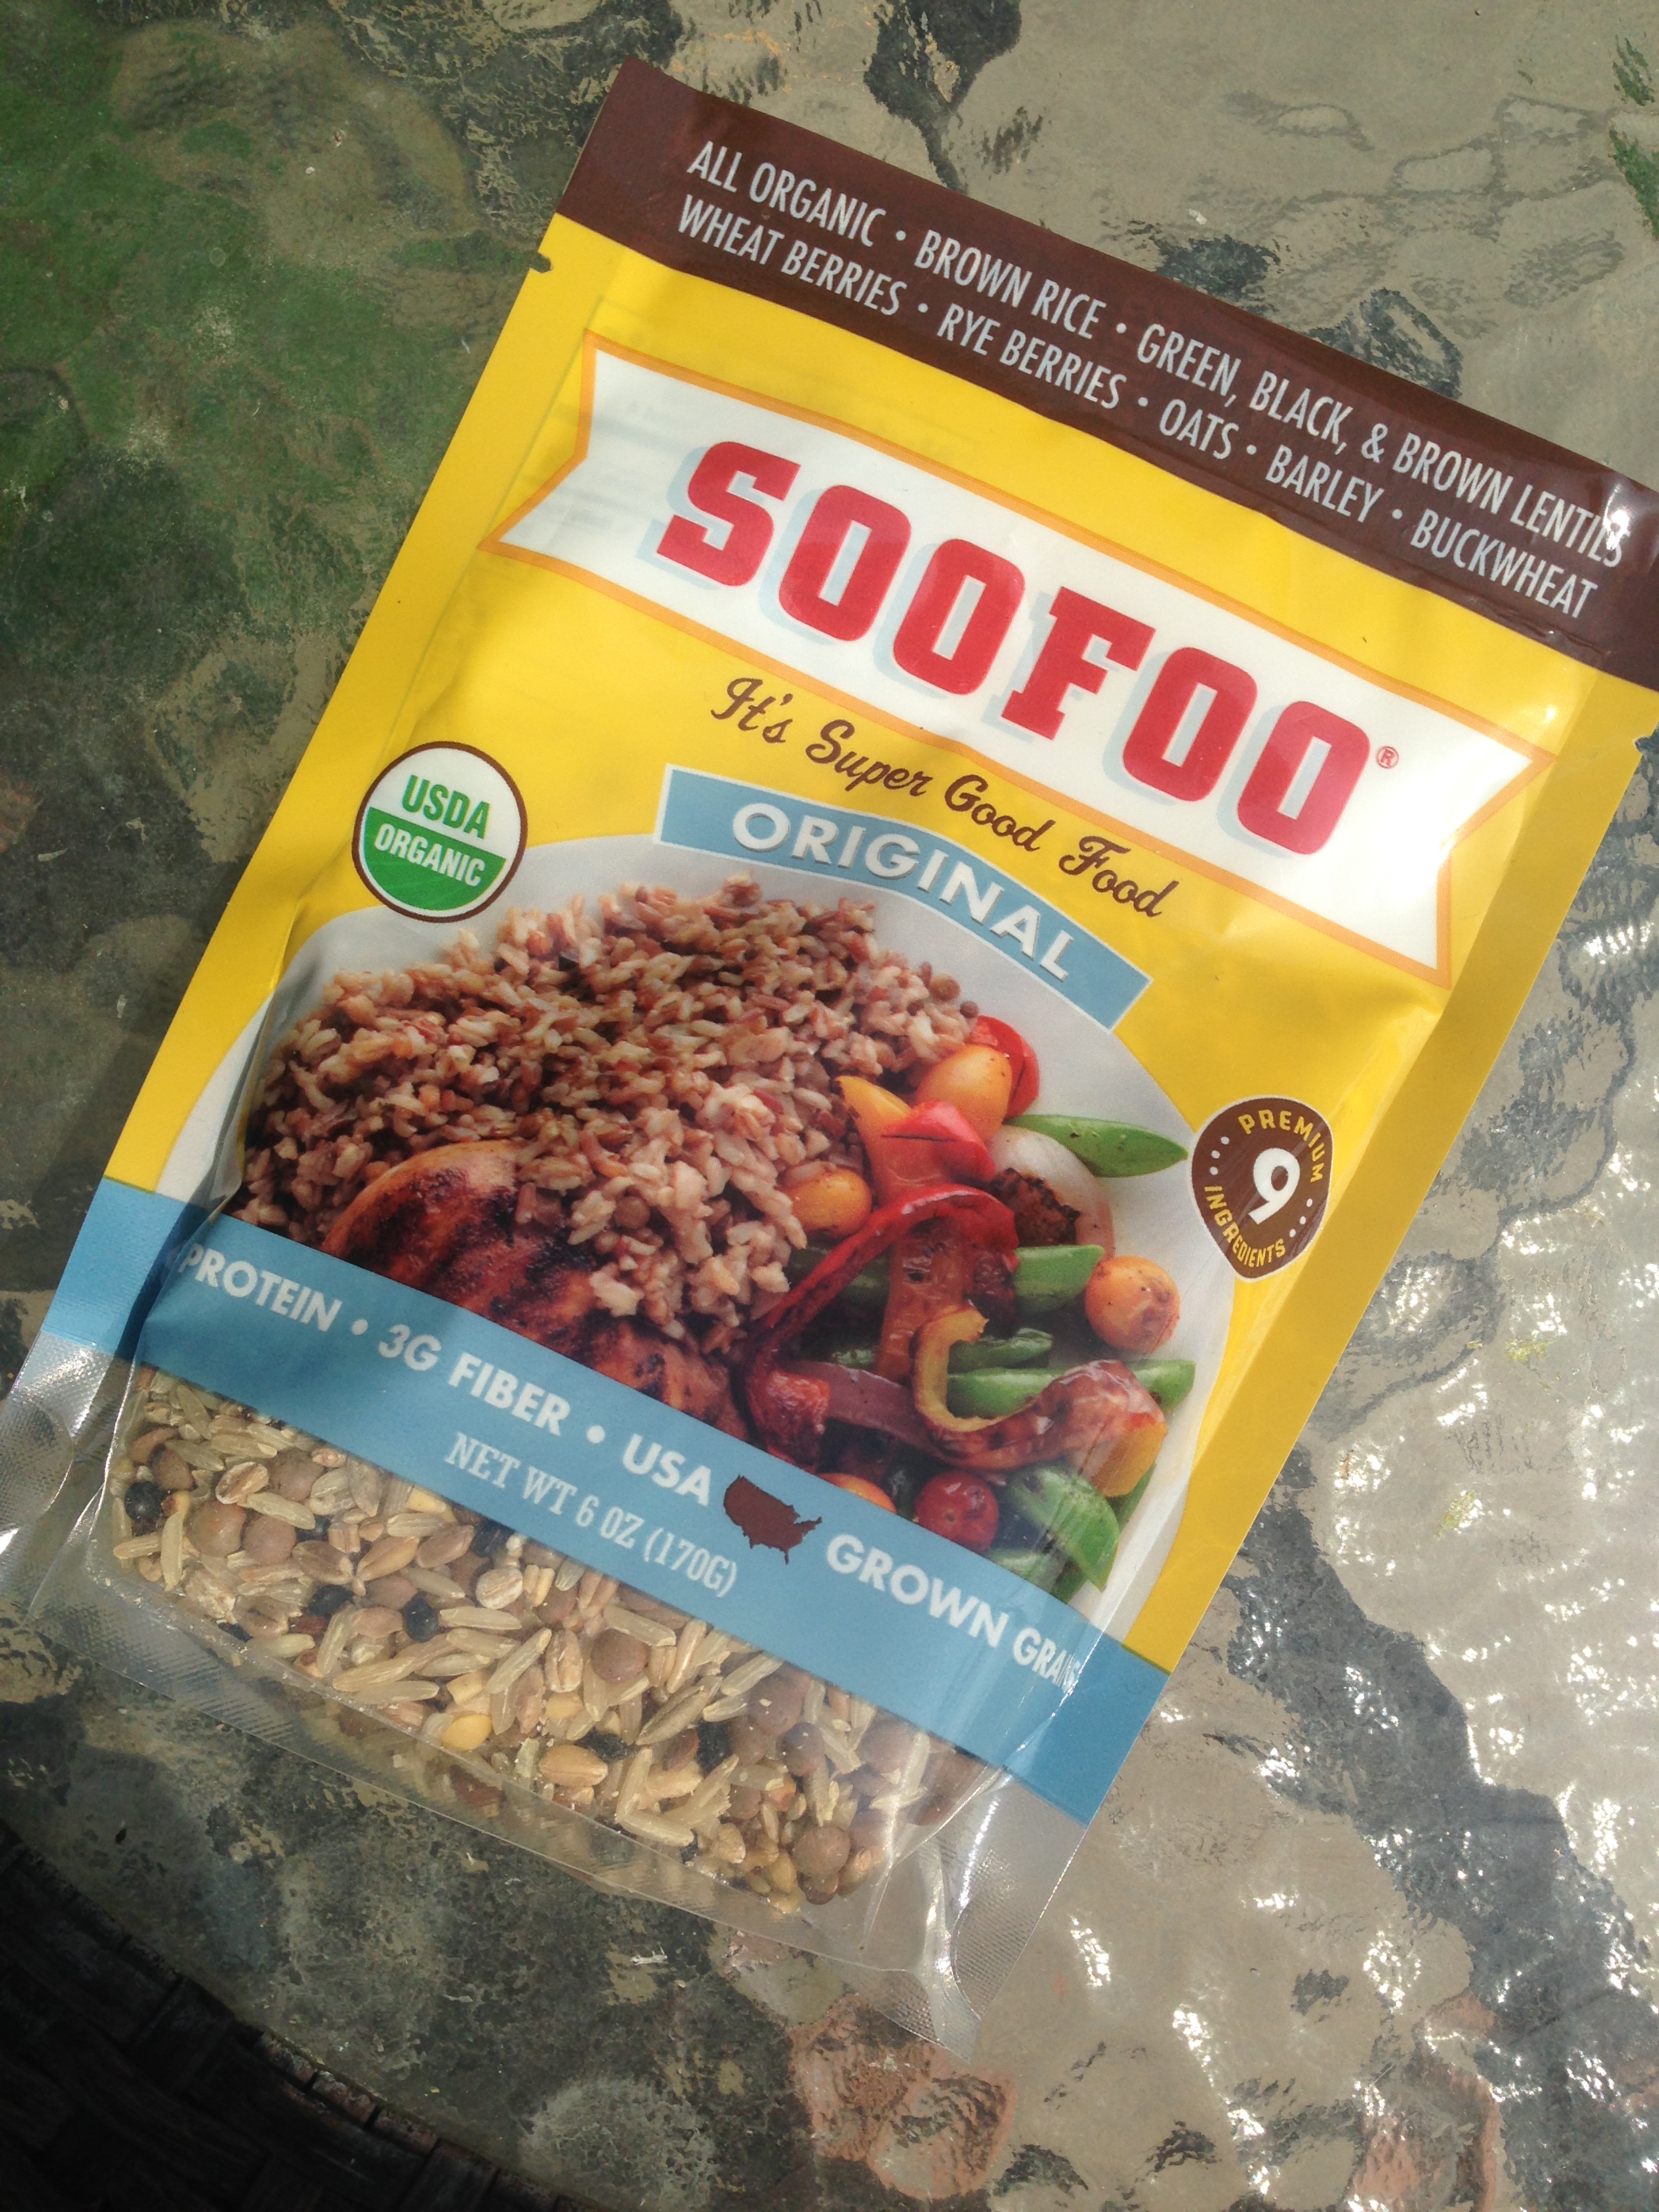 ALL ORGANIC • BROWN RICE • GREEN, BLACK, & BROWN LENTILS
WHEAT BERRIES • RYE BERRIES • OATS • BARLEY • BUCKWHEAT
SOOFOO®
It's Super Good Food
ORIGINAL
USDA
ORGANIC
PREMIUM
9
INGREDIENTS
PROTEIN • 3G FIBER • USA GROWN GRAINS
NET WT 6 OZ (170G)